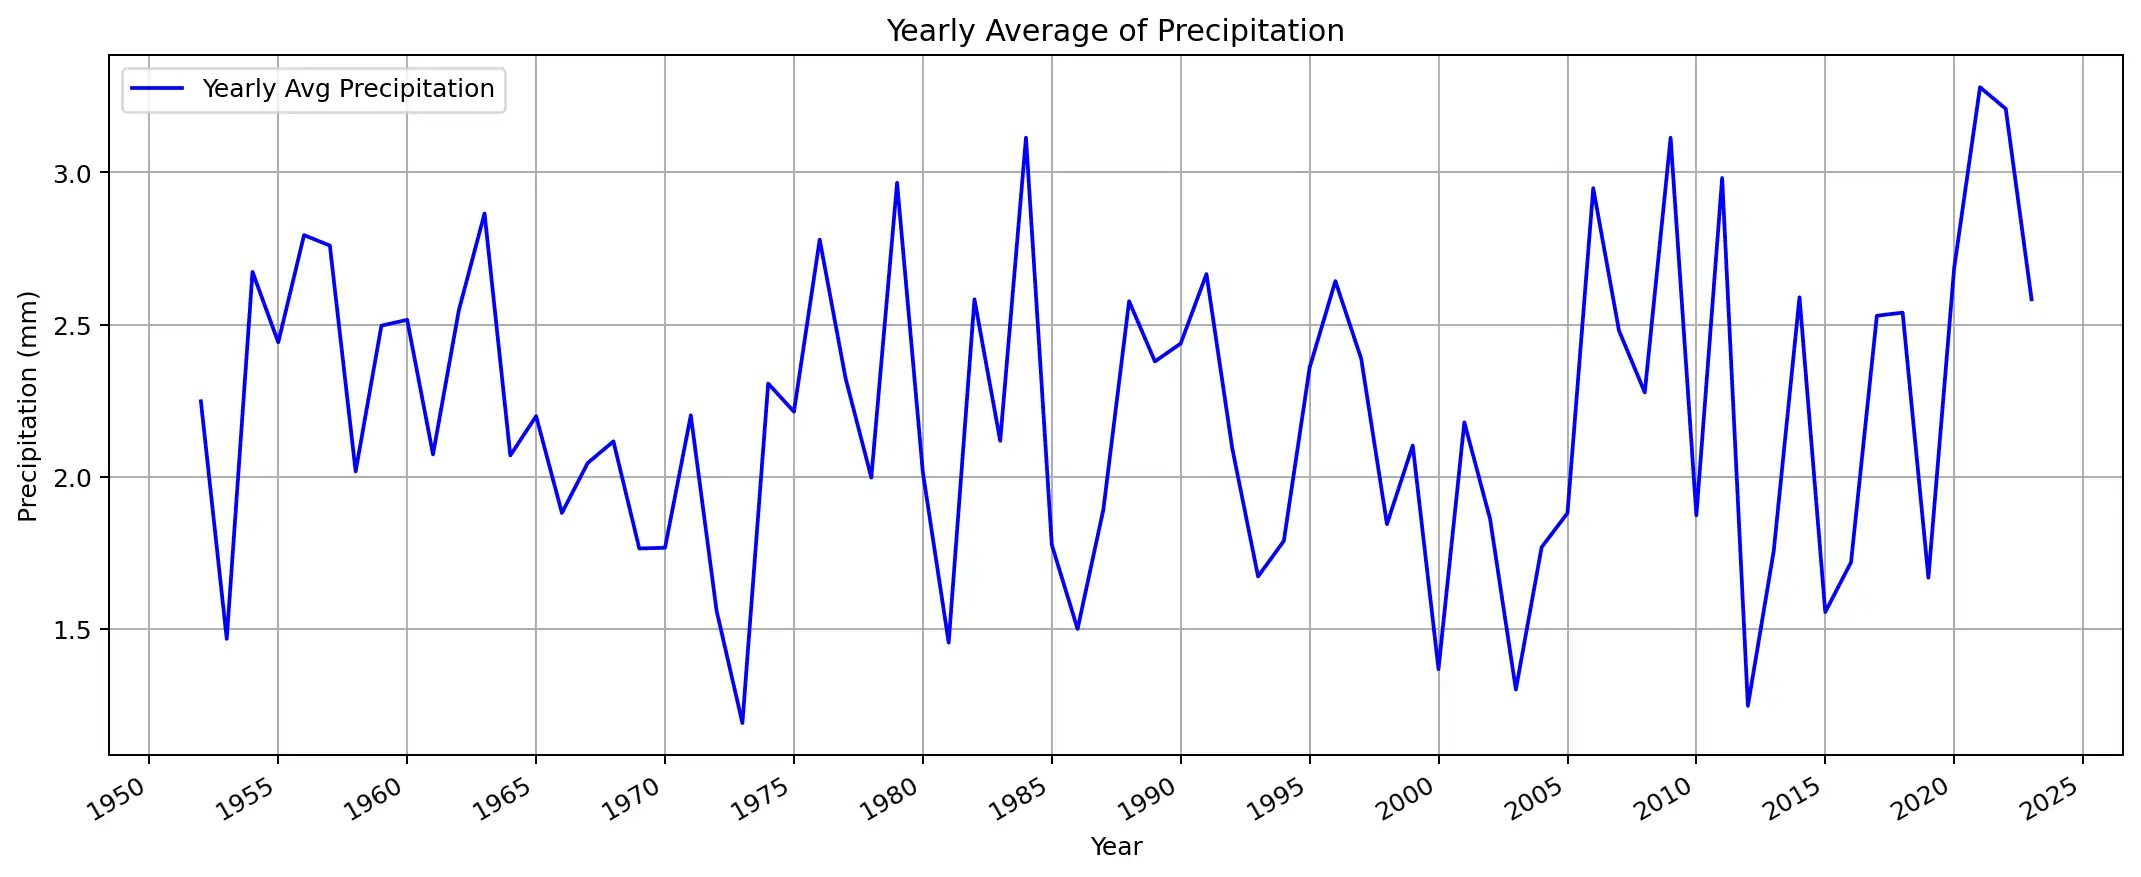 Yearly Average of Precipitation
Yearly Avg Precipitation
Precipitation (mm)
3.0
2.5
2.0
1.5
1950 1955 1960 1965 1970 1975 1980 1985 1990 1995 2000 2005 2010 2015 2020 2025
Year